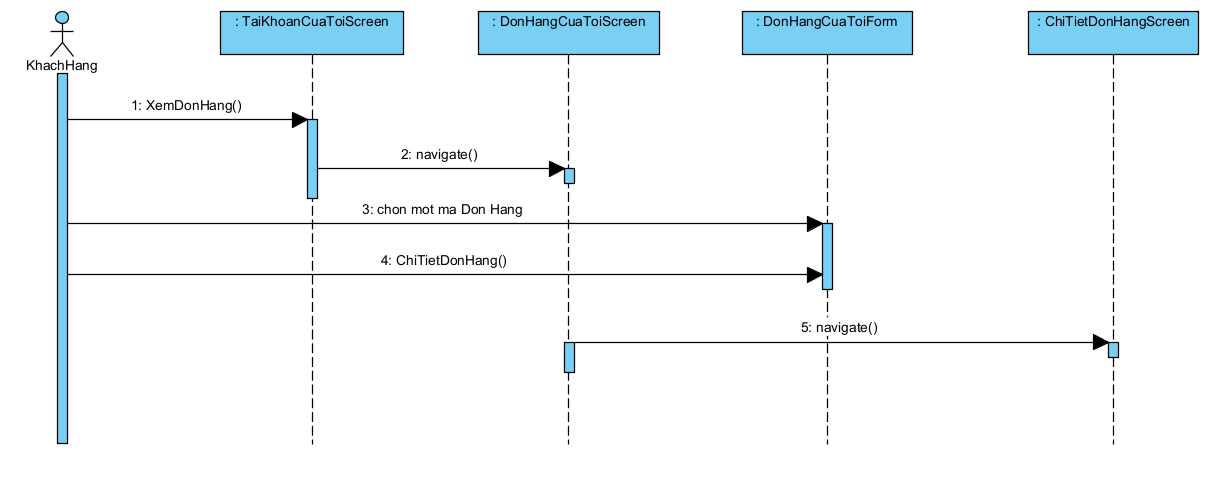 : TaiKhoanCuaToiScreen
: DonHangCuaToiScreen
: DonHangCuaToiForm
: ChiTietDonHangScreen
KhachHang
1: XemDonHang()
2: navigate()
3: chon mot ma Don Hang
4: ChiTietDonHang()
5: navigate()